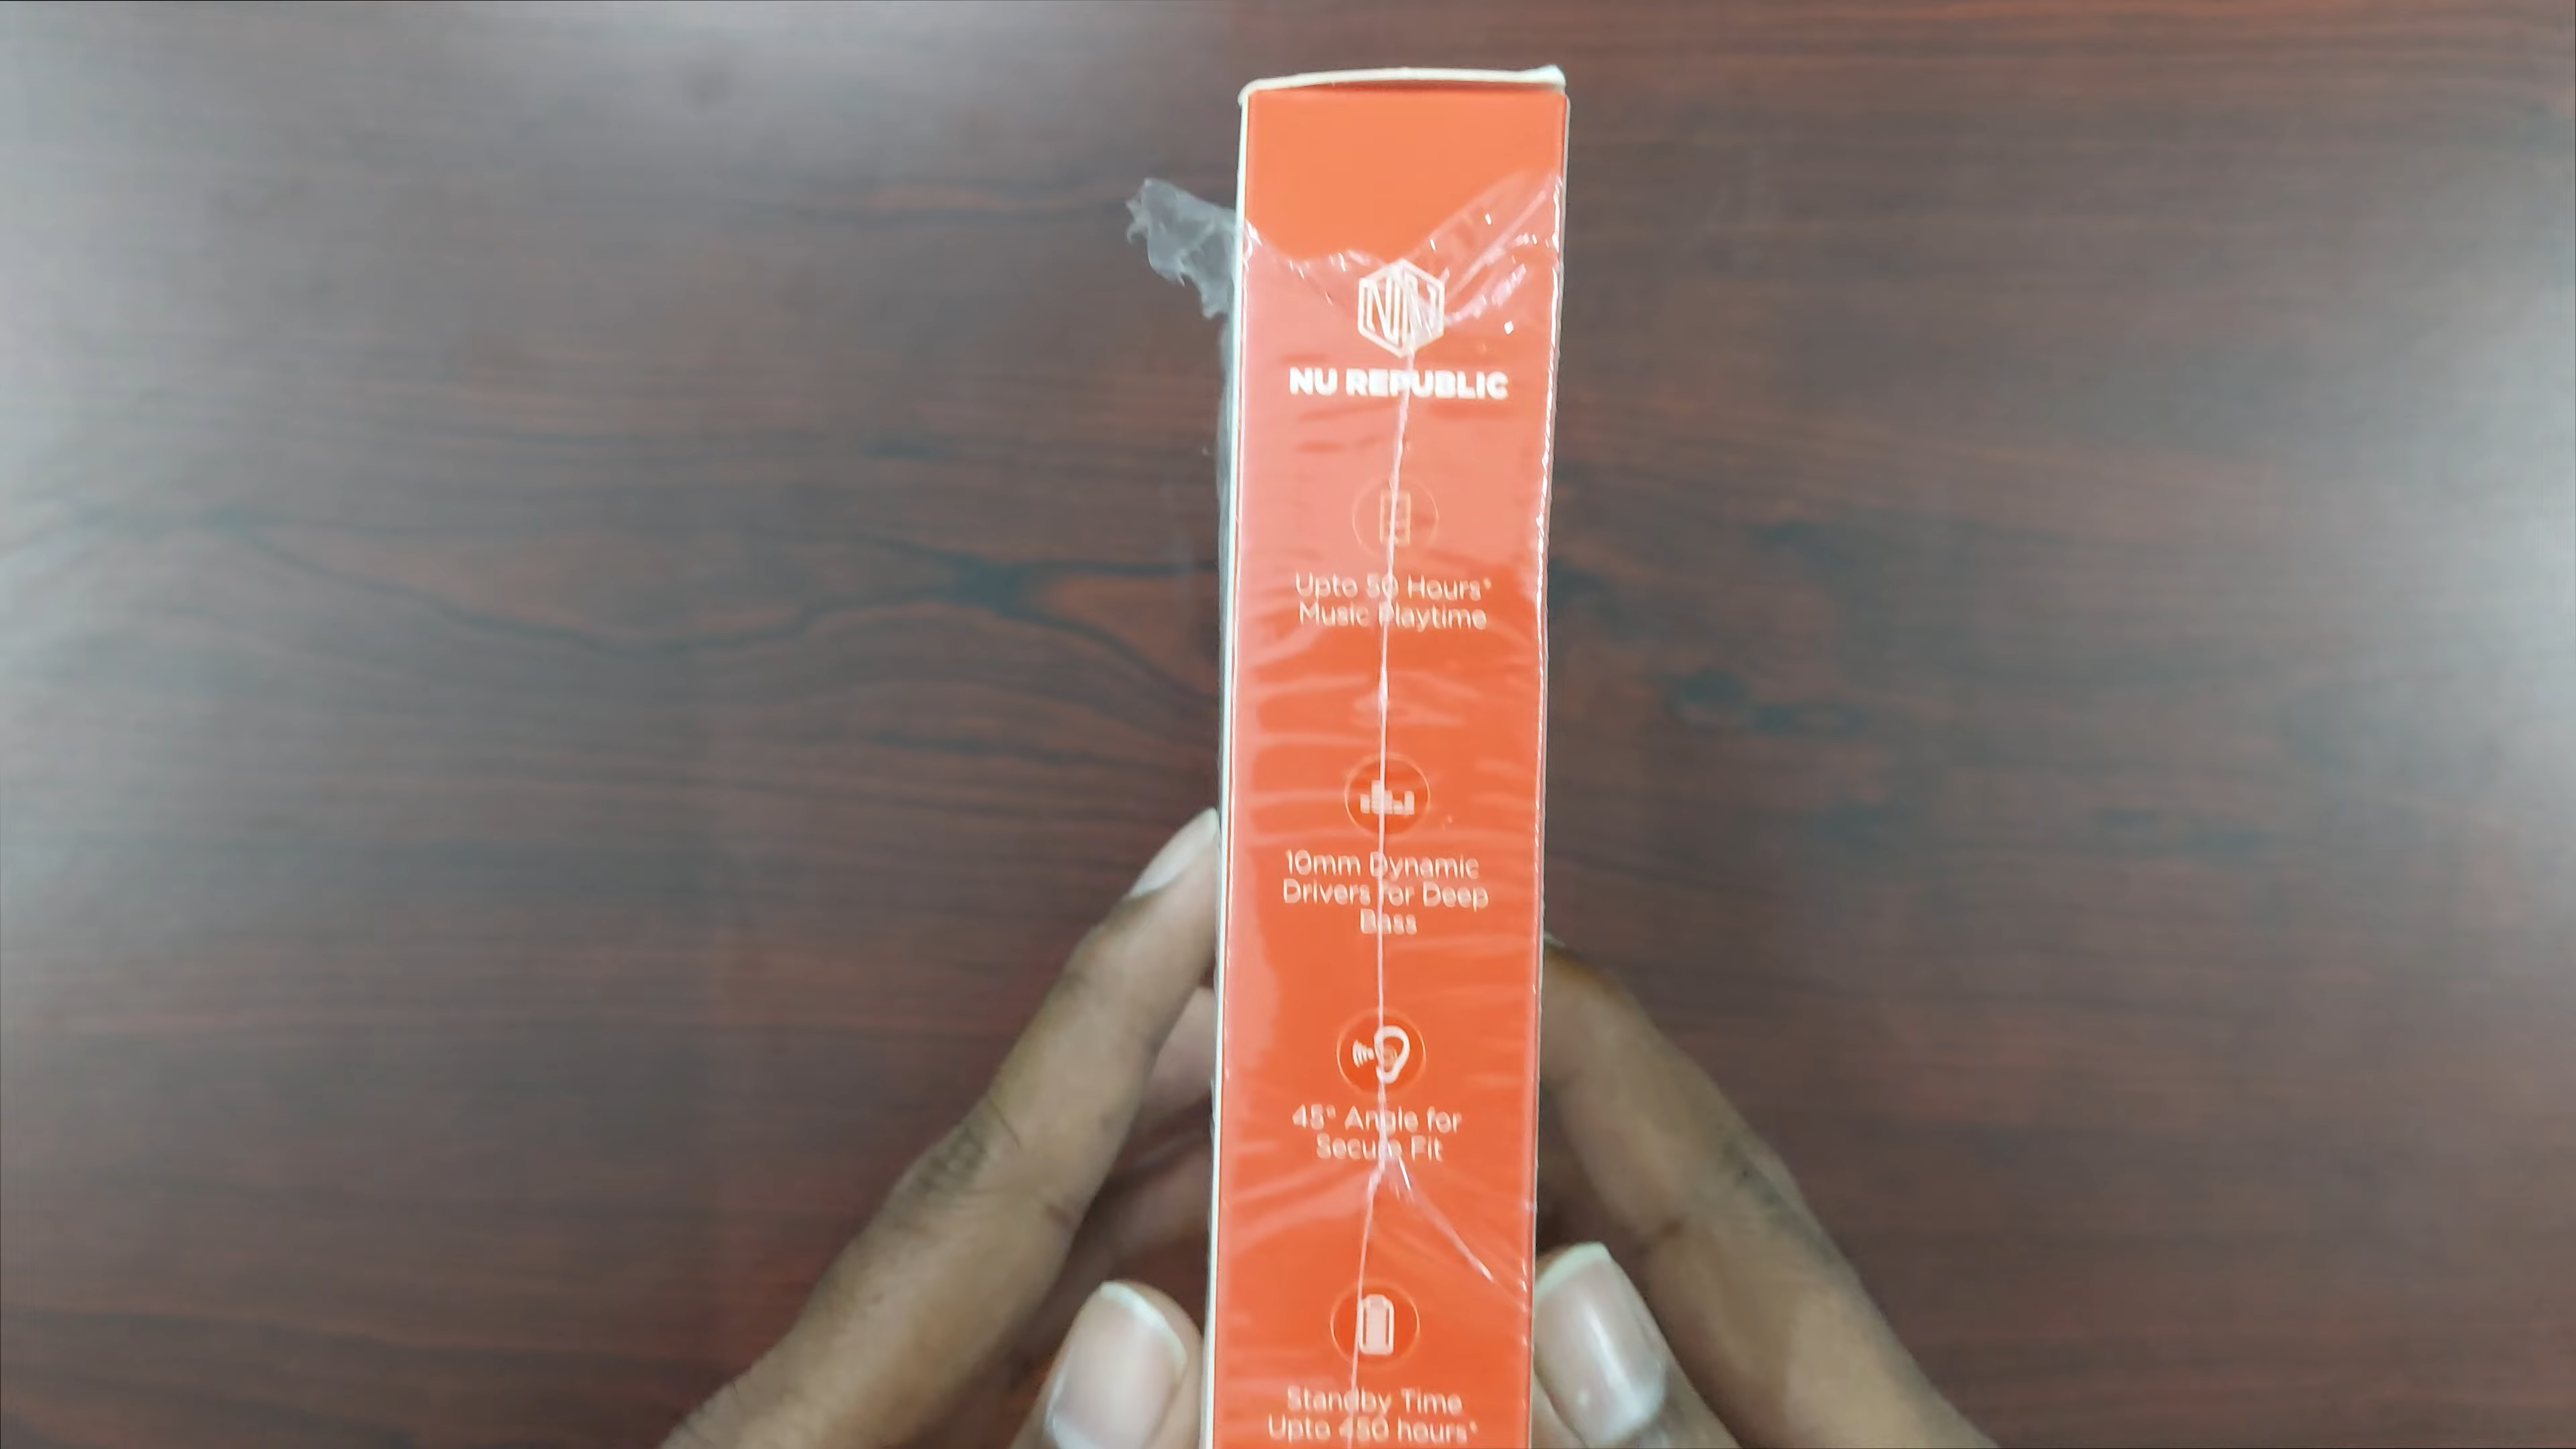 NU REPUBLIC
Upto 50 Hours*
Music Playtime
10mm Dynamic
Drivers for Deep
Bass
45° Angle for
Secure Fit
Standby Time
Upto 450 hours*